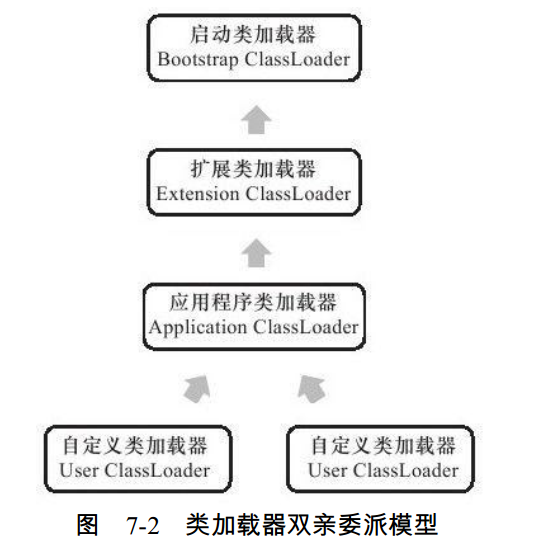 启动类加载器
Bootstrap ClassLoader
扩展类加载器
Extension ClassLoader
应用程序类加载器
Application ClassLoader
自定义类加载器
User ClassLoader
自定义类加载器
User ClassLoader
图 7-2 类加载器双亲委派模型